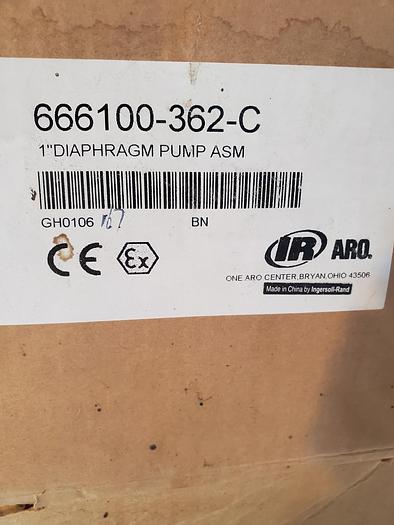 666100-362-C
1"DIAPHRAGM PUMP ASM
GH0106 BN
CE Ex IR ARO.
ONE ARO CENTER,BRYAN,OHIO 43506
Made in China by Ingersoll-Rand